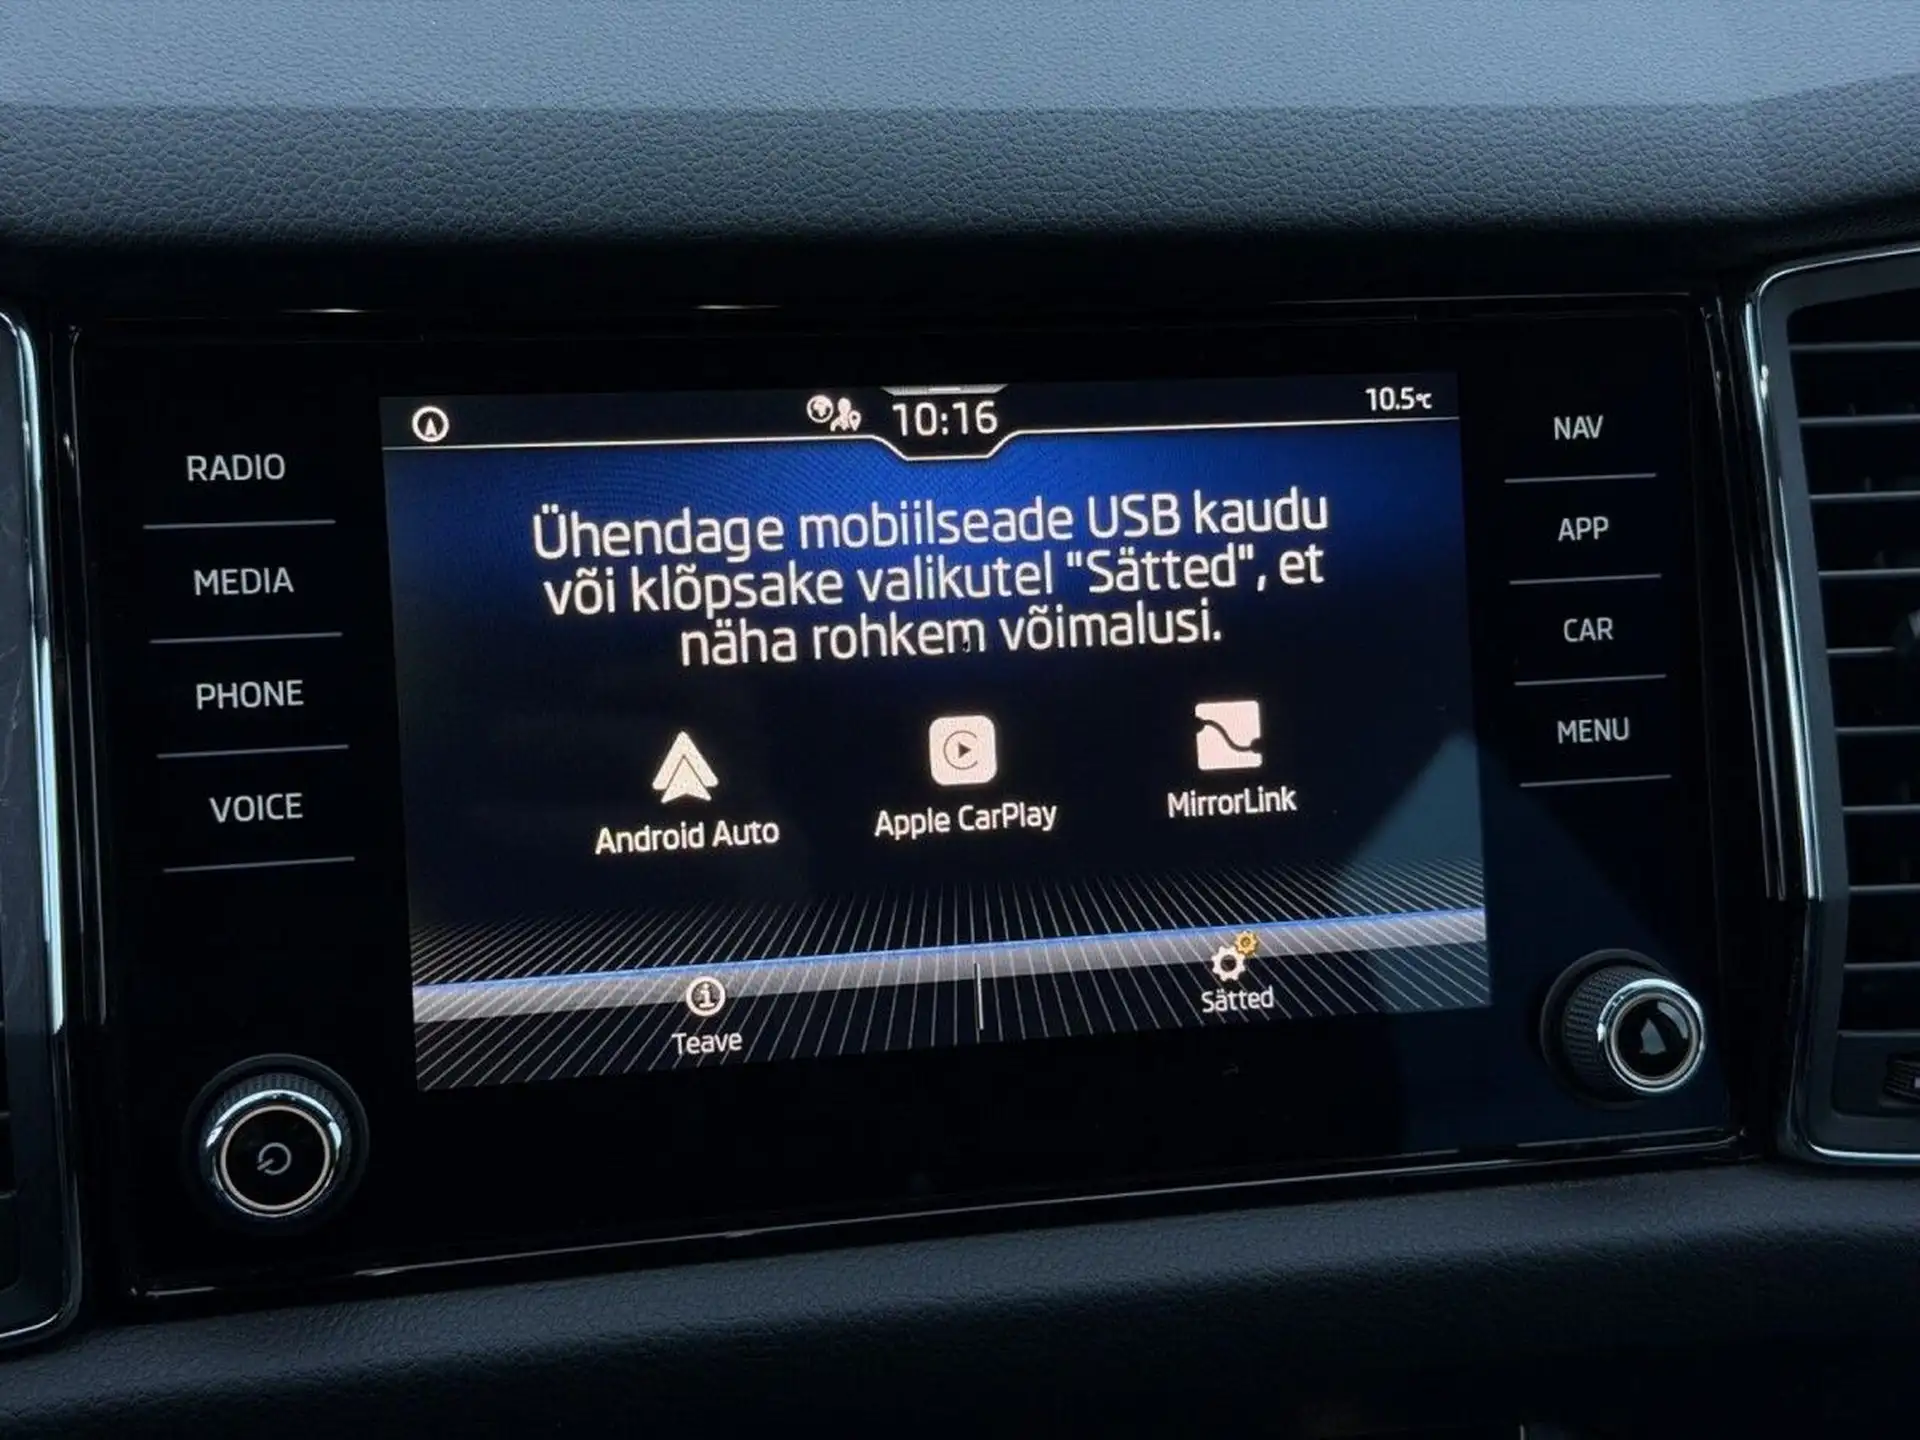 10:16
10.5°C
RADIO
MEDIA
PHONE
VOICE
Ühendage mobiilseade USB kaudu
või klõpsake valikutel "Sätted", et
näha rohkem võimalusi.
Android Auto
Apple CarPlay
MirrorLink
Teave
Sätted
NAV
APP
CAR
MENU